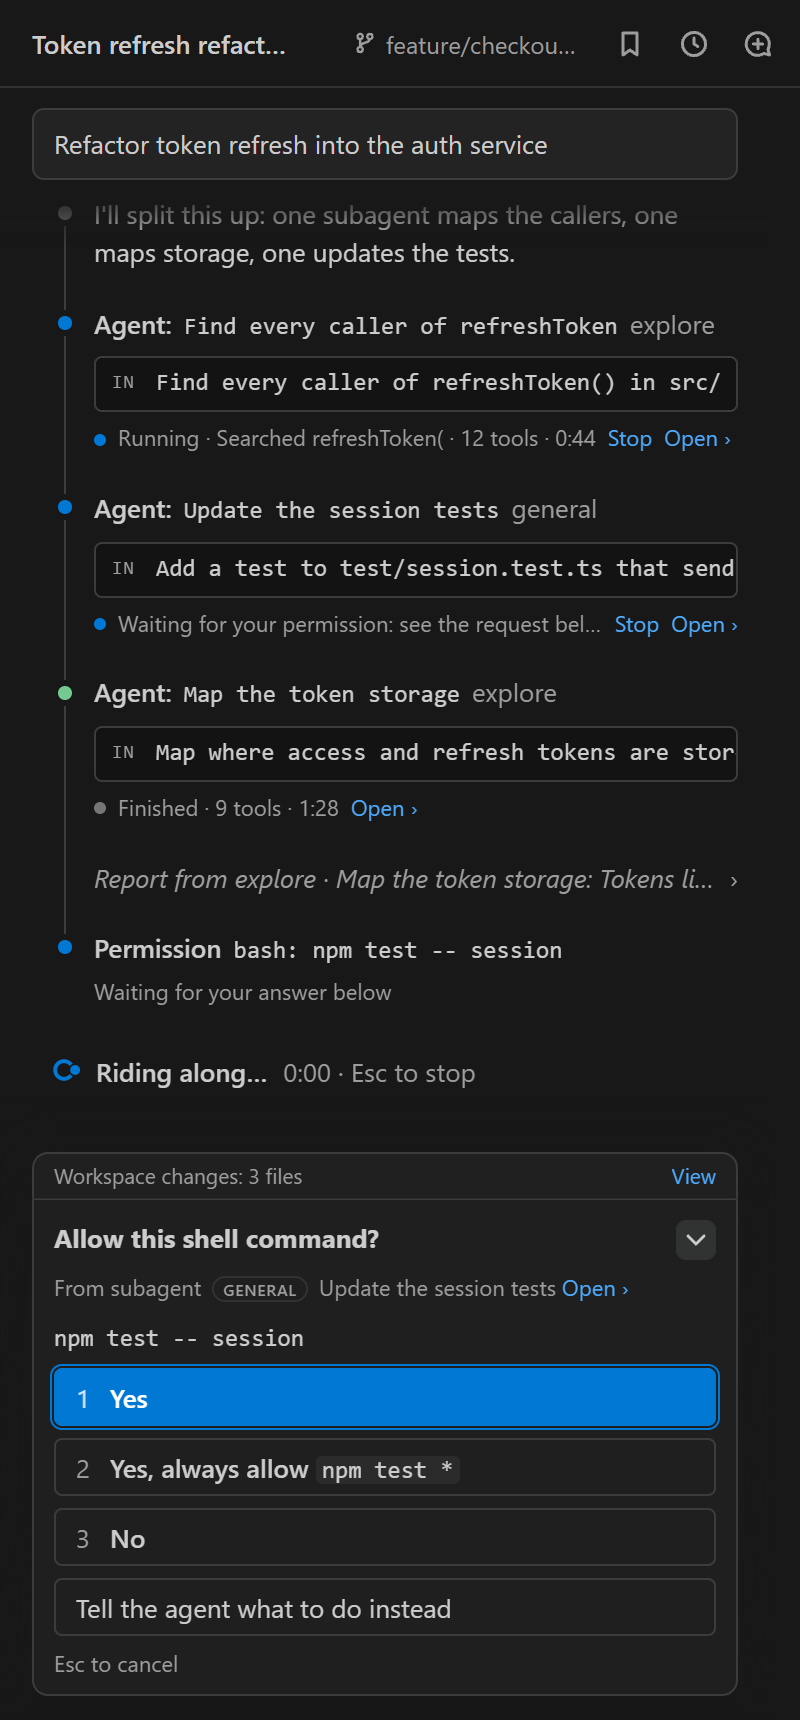 Token refresh refact...
feature/checkou...
Refactor token refresh into the auth service
I'll split this up: one subagent maps the callers, one
maps storage, one updates the tests.
Agent: Find every caller of refreshToken explore
IN Find every caller of refreshToken() in src/
Running · Searched refreshToken( · 12 tools · 0:44 Stop Open ›
Agent: Update the session tests general
IN Add a test to test/session.test.ts that send
Waiting for your permission: see the request bel... Stop Open ›
Agent: Map the token storage explore
IN Map where access and refresh tokens are stor
Finished · 9 tools · 1:28 Open ›
Report from explore · Map the token storage: Tokens li... ›
Permission bash: npm test -- session
Waiting for your answer below
Riding along... 0:00 · Esc to stop
Workspace changes: 3 files View
Allow this shell command?
From subagent GENERAL Update the session tests Open ›
npm test -- session
1 Yes
2 Yes, always allow npm test *
3 No
Tell the agent what to do instead
Esc to cancel